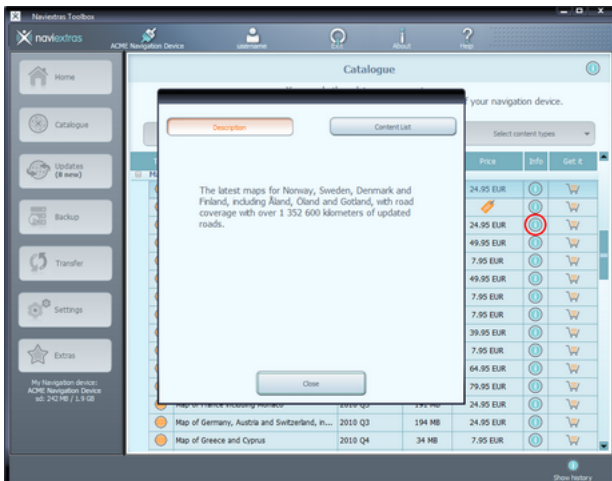 Naviextras Toolbox
naviextras
ACME Navigation Device
username
Exit
About
Help
Home
Catalogue
Updates
(8 new)
Backup
Transfer
Settings
Extras
My Navigation device:
ACME Navigation Device
sd: 242 MB / 1.9 GB
Catalogue
f your navigation device.
Select content types
Price Info Get it
Description
Content List
The latest maps for Norway, Sweden, Denmark and
Finland, including Åland, Öland and Gotland, with road
coverage with over 1 352 600 kilometers of updated
roads.
Close
24.95 EUR
24.95 EUR
49.95 EUR
7.95 EUR
49.95 EUR
7.95 EUR
7.95 EUR
39.95 EUR
7.95 EUR
64.95 EUR
79.95 EUR
Map of France including Monaco 2010 Q3 191 MB 24.95 EUR
Map of Germany, Austria and Switzerland, in... 2010 Q3 194 MB 24.95 EUR
Map of Greece and Cyprus 2010 Q4 34 MB 7.95 EUR
Show history